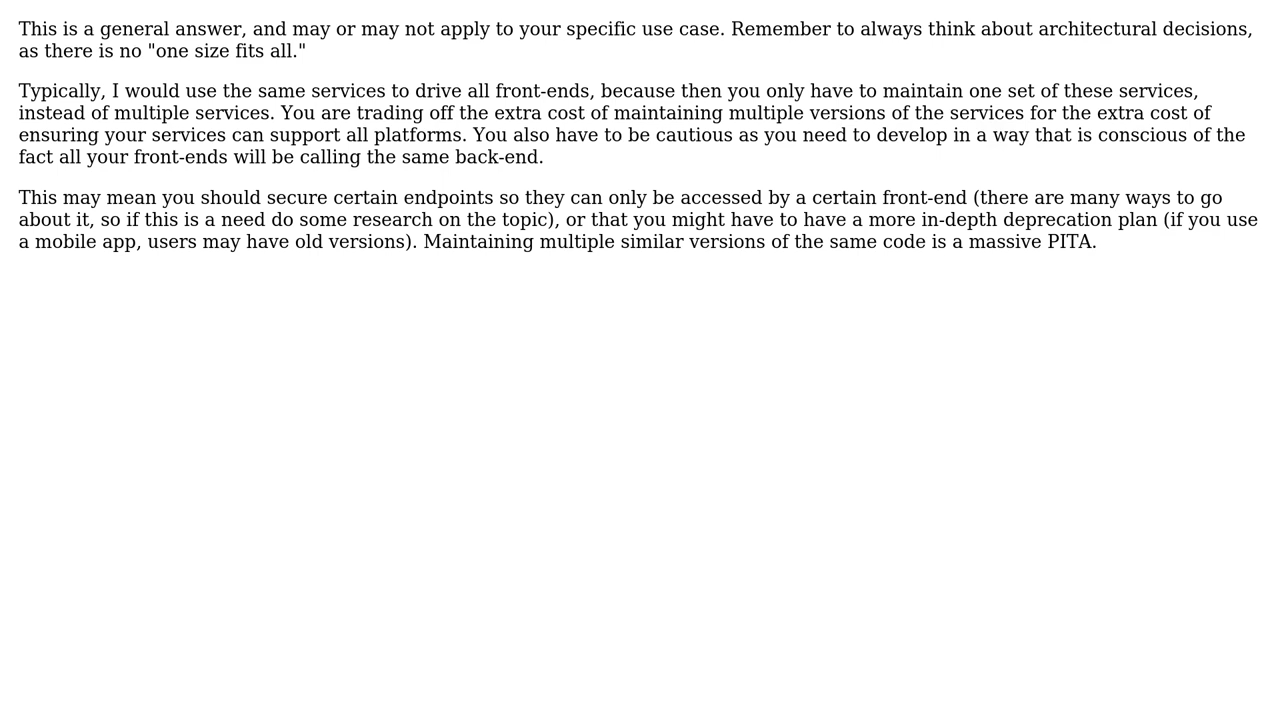 This is a general answer, and may or may not apply to your specific use case. Remember to always think about architectural decisions,
as there is no "one size fits all."
Typically, I would use the same services to drive all front-ends, because then you only have to maintain one set of these services,
instead of multiple services. You are trading off the extra cost of maintaining multiple versions of the services for the extra cost of
ensuring your services can support all platforms. You also have to be cautious as you need to develop in a way that is conscious of the
fact all your front-ends will be calling the same back-end.
This may mean you should secure certain endpoints so they can only be accessed by a certain front-end (there are many ways to go
about it, so if this is a need do some research on the topic), or that you might have to have a more in-depth deprecation plan (if you use
a mobile app, users may have old versions). Maintaining multiple similar versions of the same code is a massive PITA.